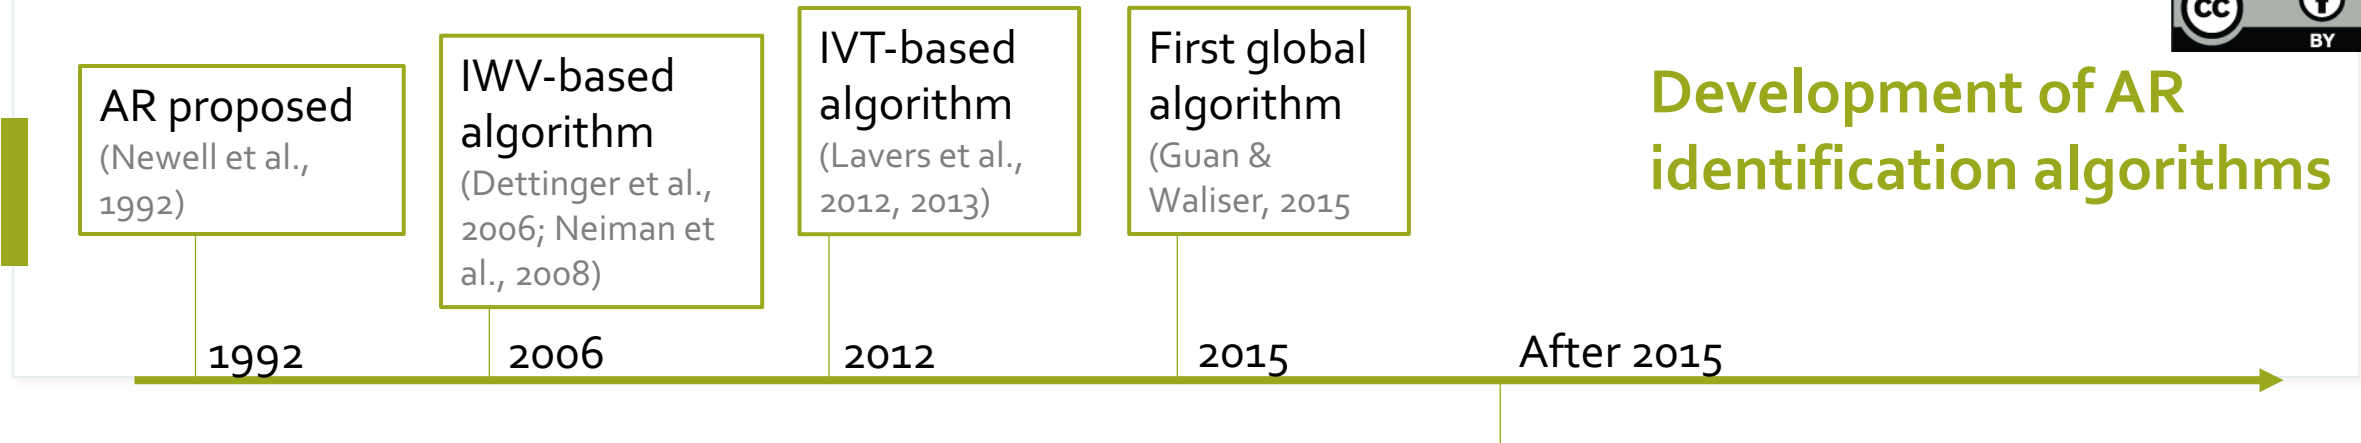 AR proposed
(Newell et al.,
1992)
IWV-based
algorithm
(Dettinger et al.,
2006; Neiman et
al., 2008)
IVT-based
algorithm
(Lavers et al.,
2012, 2013)
First global
algorithm
(Guan &
Waliser, 2015
cc
BY
Development of AR
identification algorithms
1992
2006
2012
2015
After 2015